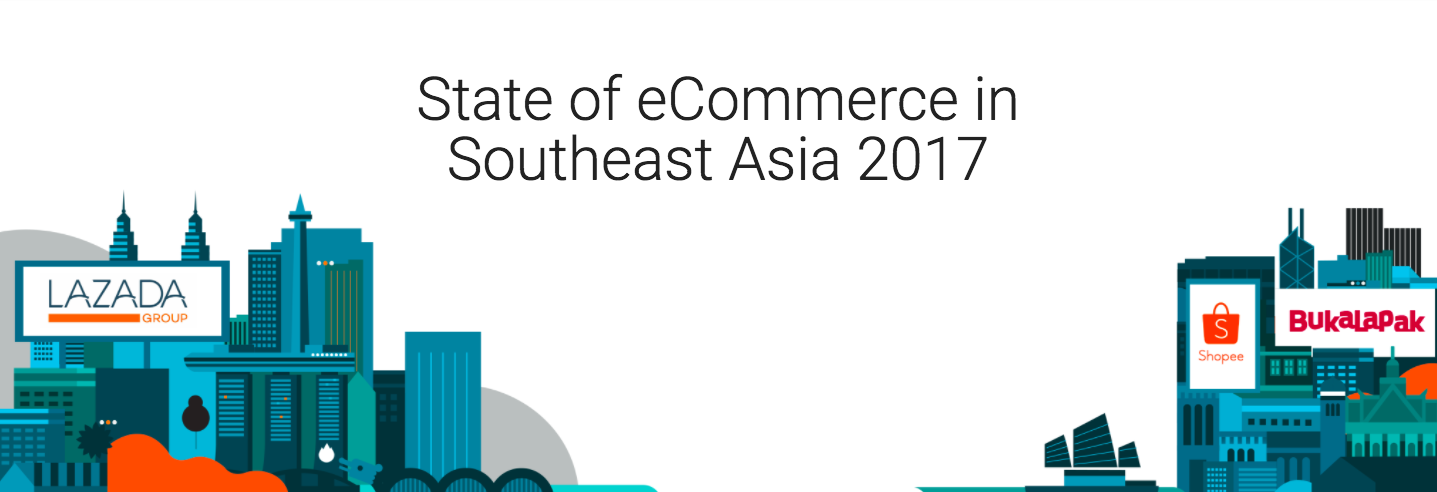 State of eCommerce in
Southeast Asia 2017
LAZADA
GROUP
S
Shopee
BukaLapak